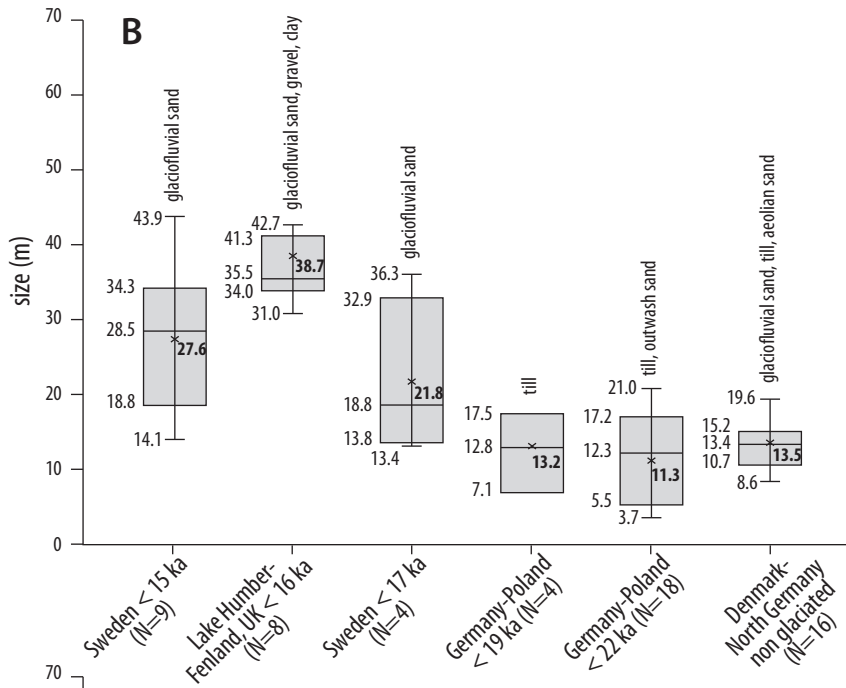 B
size (m)
70
60
50
40
30
20
10
0
glaciofluvial sand
43.9
34.3
28.5
27.6
18.8
14.1
glaciofluvial sand, gravel, clay
42.7
41.3
38.7
35.5
34.0
31.0
glaciofluvial sand
36.3
32.9
21.8
18.8
13.8
13.4
till
17.5
12.8
13.2
7.1
till, outwash sand
21.0
17.2
12.3
11.3
5.5
3.7
glaciofluvial sand, till, aeolian sand
19.6
15.2
13.4
13.5
10.7
8.6
Sweden < 15 ka
(N=9)
Lake Humber-
Fenland, UK < 16 ka
(N=8)
Sweden < 17 ka
(N=4)
Germany-Poland
< 19 ka (N=4)
Germany-Poland
< 22 ka (N=18)
Denmark-
North Germany
non glaciated
(N=16)
70